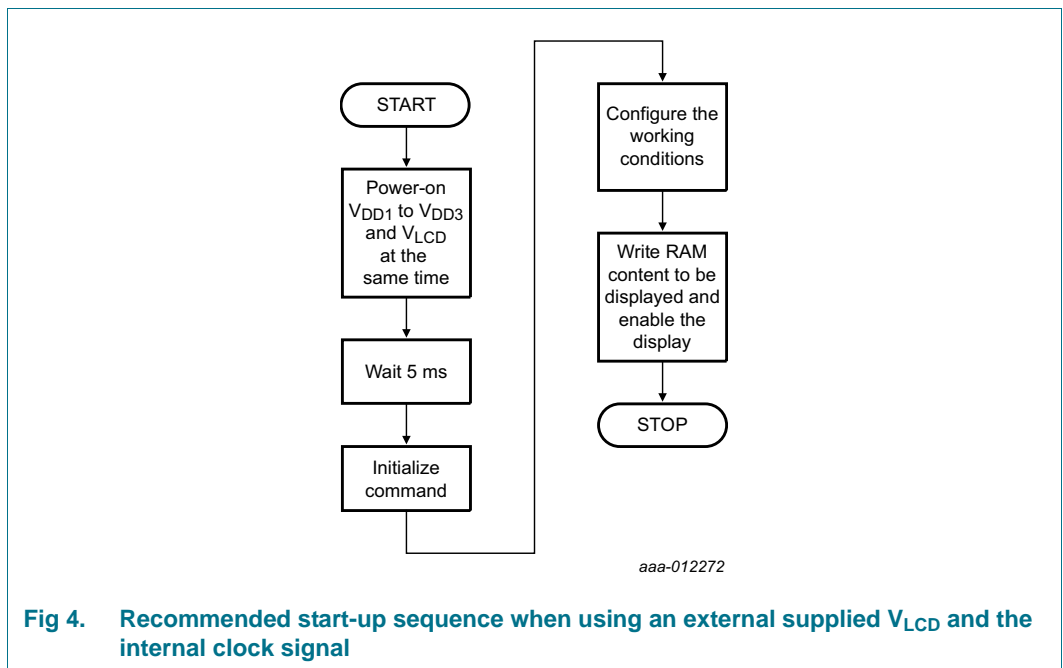 START
Power-on
VDD1 to VDD3
and VLCD
at the
same time
Wait 5 ms
Initialize
command
Configure the
working
conditions
Write RAM
content to be
displayed and
enable the
display
STOP
aaa-012272
Fig 4. Recommended start-up sequence when using an external supplied VLCD and the
internal clock signal